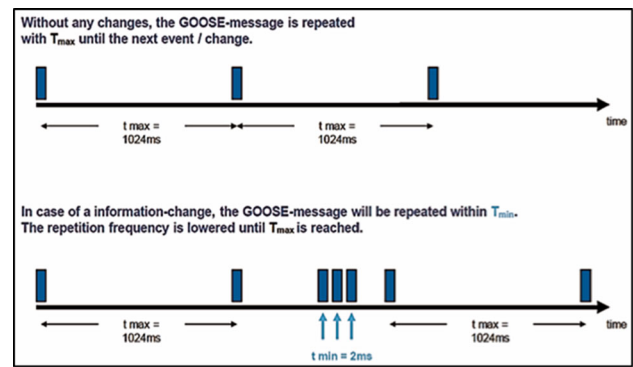 Without any changes, the GOOSE-message is repeated
with Tmax until the next event / change.
time
t max =
1024ms
t max =
1024ms
In case of a information-change, the GOOSE-message will be repeated within Tmin.
The repetition frequency is lowered until Tmax is reached.
t max =
1024ms
t max =
1024ms
time
t min = 2ms